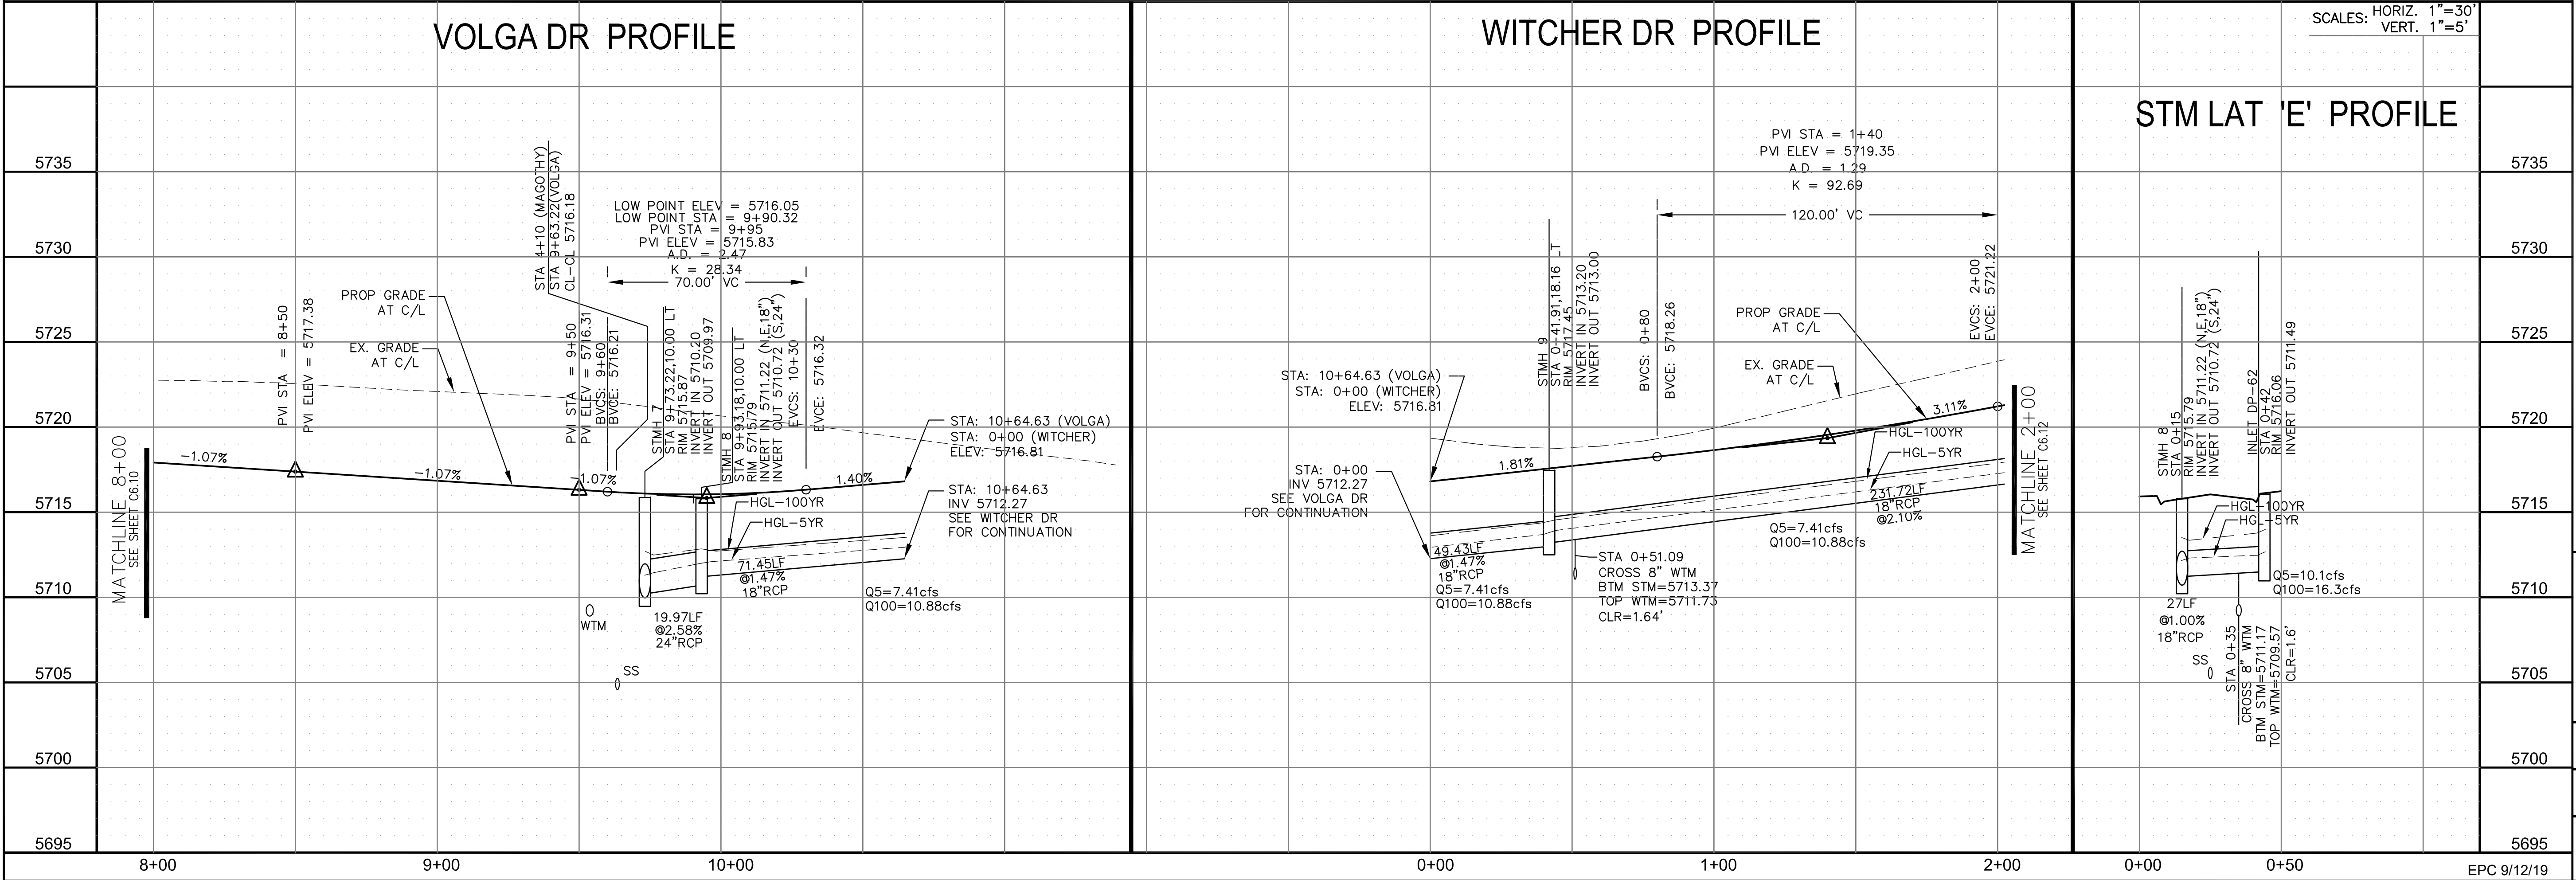 VOLGA DR PROFILE
WITCHER DR PROFILE
SCALES: HORIZ. 1"=30'
VERT. 1"=5'
STM LAT 'E' PROFILE
5735
5730
5725
5720
5715
5710
5705
5700
5695
MATCHLINE 8+00
SEE SHEET C6.10
-1.07%
PVI STA = 8+50
PVI ELEV = 5717.38
PROP GRADE
AT C/L
EX. GRADE
AT C/L
-1.07%
STA 4+10 (MAGOTHY)
STA 9+63.22(VOLGA)
CL-CL 5716.18
LOW POINT ELEV = 5716.05
LOW POINT STA = 9+90.32
PVI STA = 9+95
PVI ELEV = 5715.83
A.D. = 2.47
K = 28.34
70.00' VC
PVI STA = 9+50
PVI ELEV = 5716.31
BVCS: 9+60
BVCE: 5716.21
-1.07%
STMH 7
STA 9+73.22,10.00 LT
RIM 5715.87
INVERT IN 5710.20
INVERT OUT 5709.97
STMH 8
STA 9+93.18,10.00 LT
RIM 5715.79
INVERT IN 5711.22 (N,E,18")
INVERT OUT 5710.72 (S,24")
EVCS: 10+30
EVCE: 5716.32
1.40%
STA: 10+64.63 (VOLGA)
STA: 0+00 (WITCHER)
ELEV: 5716.81
STA: 10+64.63
INV 5712.27
SEE WITCHER DR
FOR CONTINUATION
HGL-100YR
HGL-5YR
71.45LF
@1.47%
18"RCP
Q5=7.41cfs
Q100=10.88cfs
19.97LF
@2.58%
24"RCP
WTM
SS
8+00
9+00
10+00
PVI STA = 1+40
PVI ELEV = 5719.35
A.D. = 1.29
K = 92.69
120.00' VC
STMH 9
STA 0+41.91,18.16 LT
RIM 5717.45
INVERT IN 5713.20
INVERT OUT 5713.00
BVCS: 0+80
BVCE: 5718.26
EVCS: 2+00
EVCE: 5721.22
PROP GRADE
AT C/L
EX. GRADE
AT C/L
STA: 10+64.63 (VOLGA)
STA: 0+00 (WITCHER)
ELEV: 5716.81
1.81%
3.11%
STA: 0+00
INV 5712.27
SEE VOLGA DR
FOR CONTINUATION
HGL-100YR
HGL-5YR
49.43LF
@1.47%
18"RCP
Q5=7.41cfs
Q100=10.88cfs
231.72LF
18"RCP
@2.10%
Q5=7.41cfs
Q100=10.88cfs
STA 0+51.09
CROSS 8" WTM
BTM STM=5713.37
TOP WTM=5711.73
CLR=1.64'
MATCHLINE 2+00
SEE SHEET C6.12
0+00
1+00
2+00
STMH 8
STA 0+15
RIM 5715.79
INVERT IN 5711.22 (N,E,18")
INVERT OUT 5710.72 (S,24")
INLET DP-62
STA 0+42
RIM 5716.06
INVERT OUT 5711.49
HGL-100YR
HGL-5YR
Q5=10.1cfs
Q100=16.3cfs
27LF
@1.00%
18"RCP
SS
STA 0+35
CROSS 8" WTM
BTM STM=5711.17
TOP WTM=5709.57
CLR=1.6'
0+00
0+50
5735
5730
5725
5720
5715
5710
5705
5700
5695
EPC 9/12/19